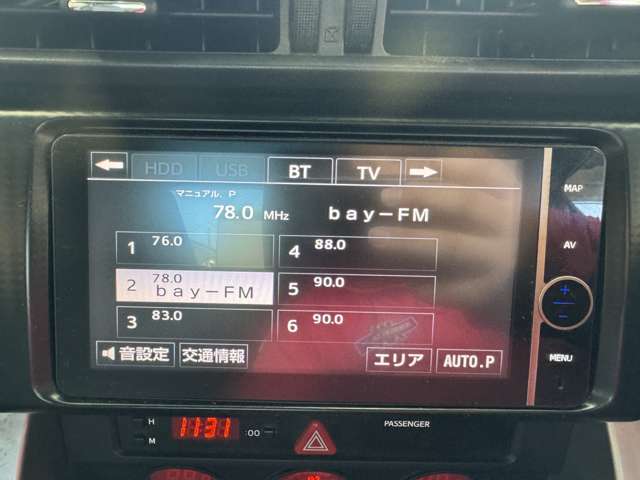 HDD USB BT TV
マニュアル．P
78.0 MHz bay-FM
1 76.0
2 78.0 bay-FM
3 83.0
4 88.0
5 90.0
6 90.0
音設定 交通情報 エリア AUTO.P
MAP
AV
+
-
MENU
H
M
11:31 :00
PASSENGER